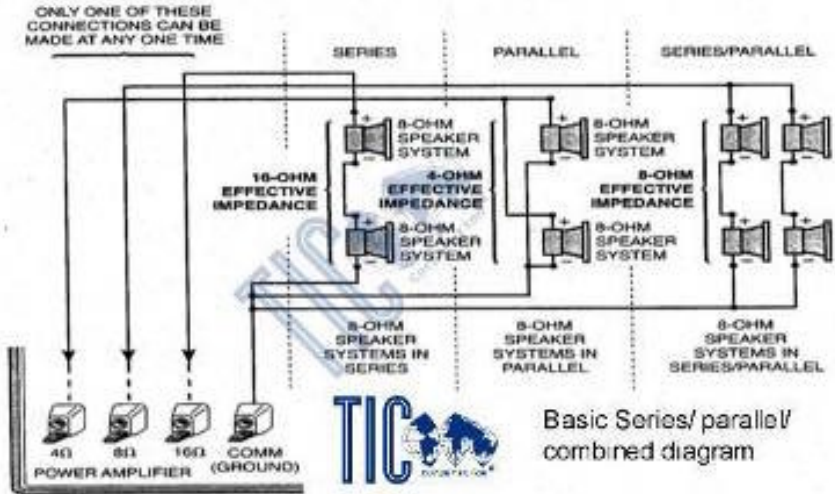 ONLY ONE OF THESE
CONNECTIONS CAN BE
MADE AT ANY ONE TIME
SERIES
PARALLEL
SERIES/PARALLEL
+
8-OHM
SPEAKER
SYSTEM
−
16-OHM
EFFECTIVE
IMPEDANCE
+
8-OHM
SPEAKER
SYSTEM
−
+
8-OHM
SPEAKER
SYSTEM
−
4-OHM
EFFECTIVE
IMPEDANCE
+
8-OHM
SPEAKER
SYSTEM
−
8-OHM
EFFECTIVE
IMPEDANCE
+ +
− −
+ +
− −
8-OHM
SPEAKER
SYSTEMS IN
SERIES
8-OHM
SPEAKER
SYSTEMS IN
PARALLEL
8-OHM
SPEAKER
SYSTEMS IN
SERIES/PARALLEL
4Ω 8Ω 16Ω COMM
(GROUND)
POWER AMPLIFIER
TIC
TIC
Basic Series/ parallel/
combined diagram